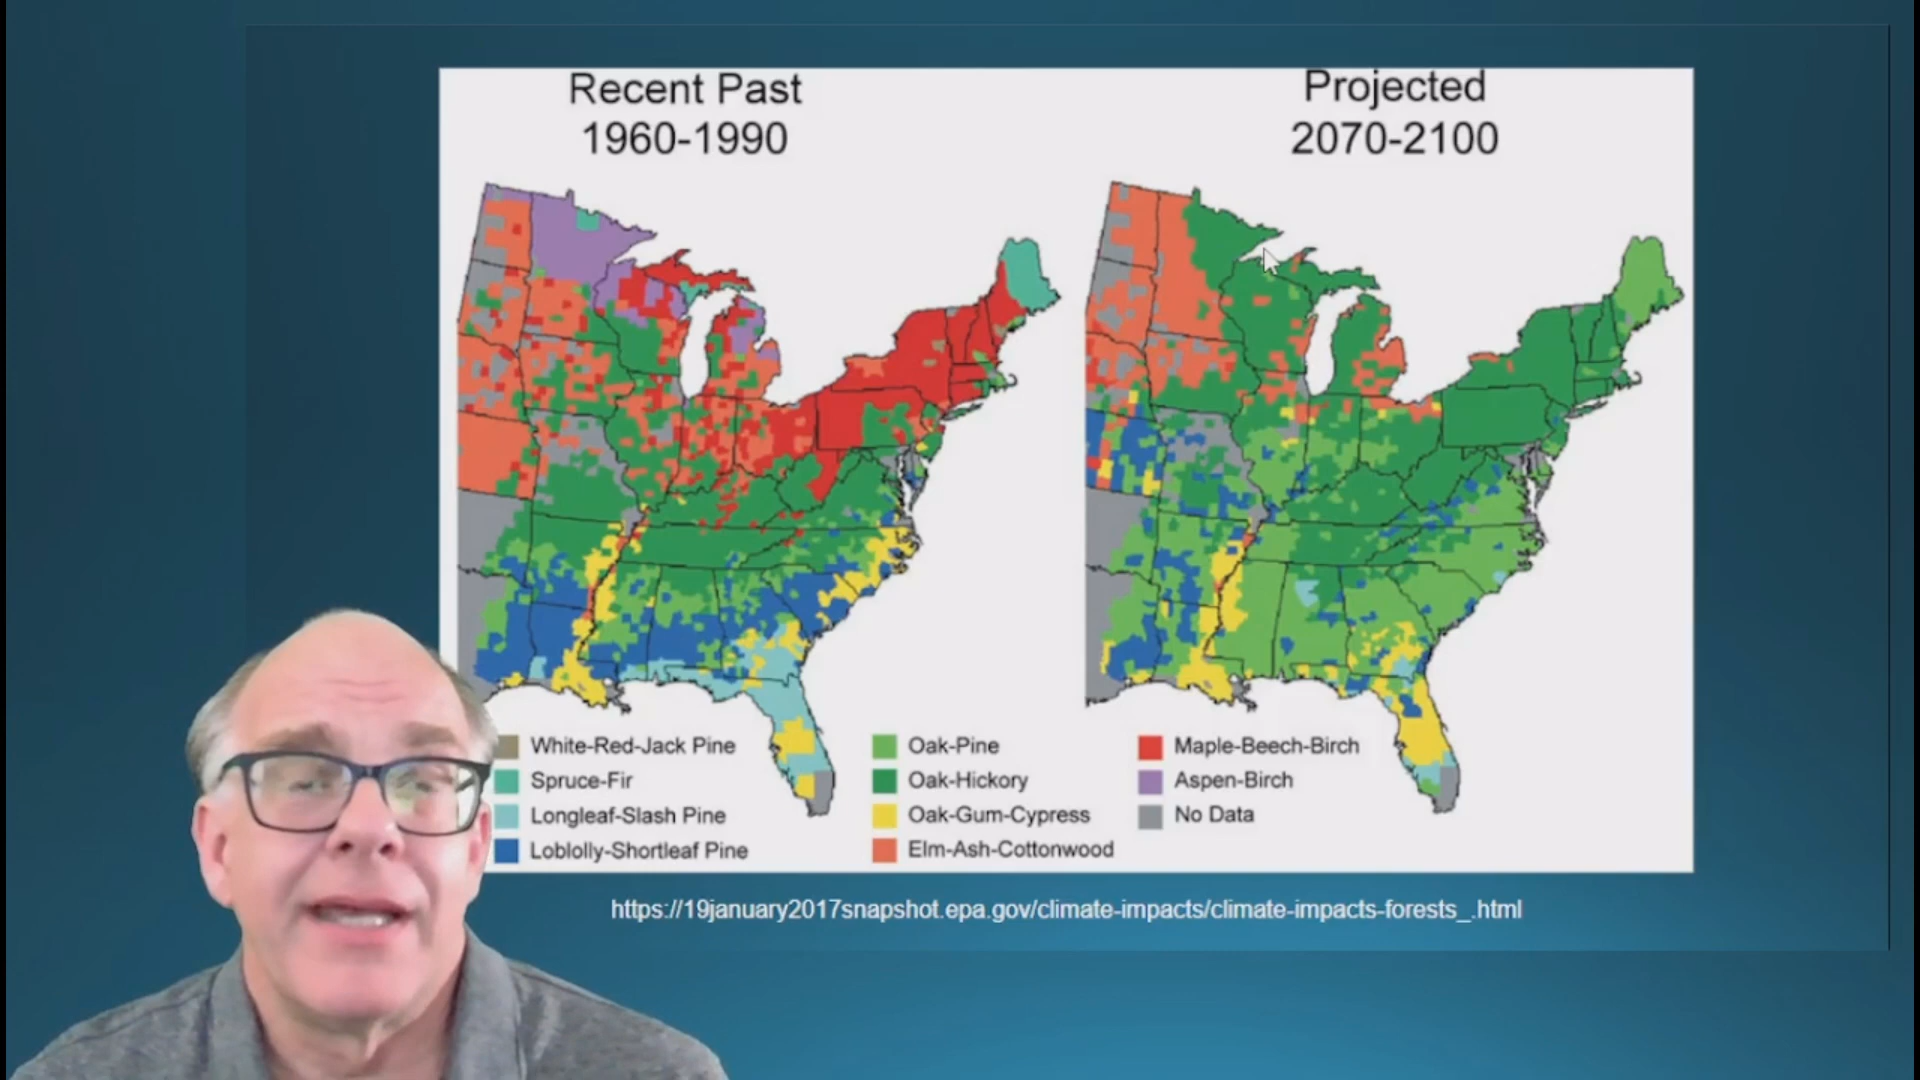 Recent Past
1960-1990
Projected
2070-2100
White-Red-Jack Pine
Spruce-Fir
Longleaf-Slash Pine
Loblolly-Shortleaf Pine
Oak-Pine
Oak-Hickory
Oak-Gum-Cypress
Elm-Ash-Cottonwood
Maple-Beech-Birch
Aspen-Birch
No Data
https://19january2017snapshot.epa.gov/climate-impacts/climate-impacts-forests_.html